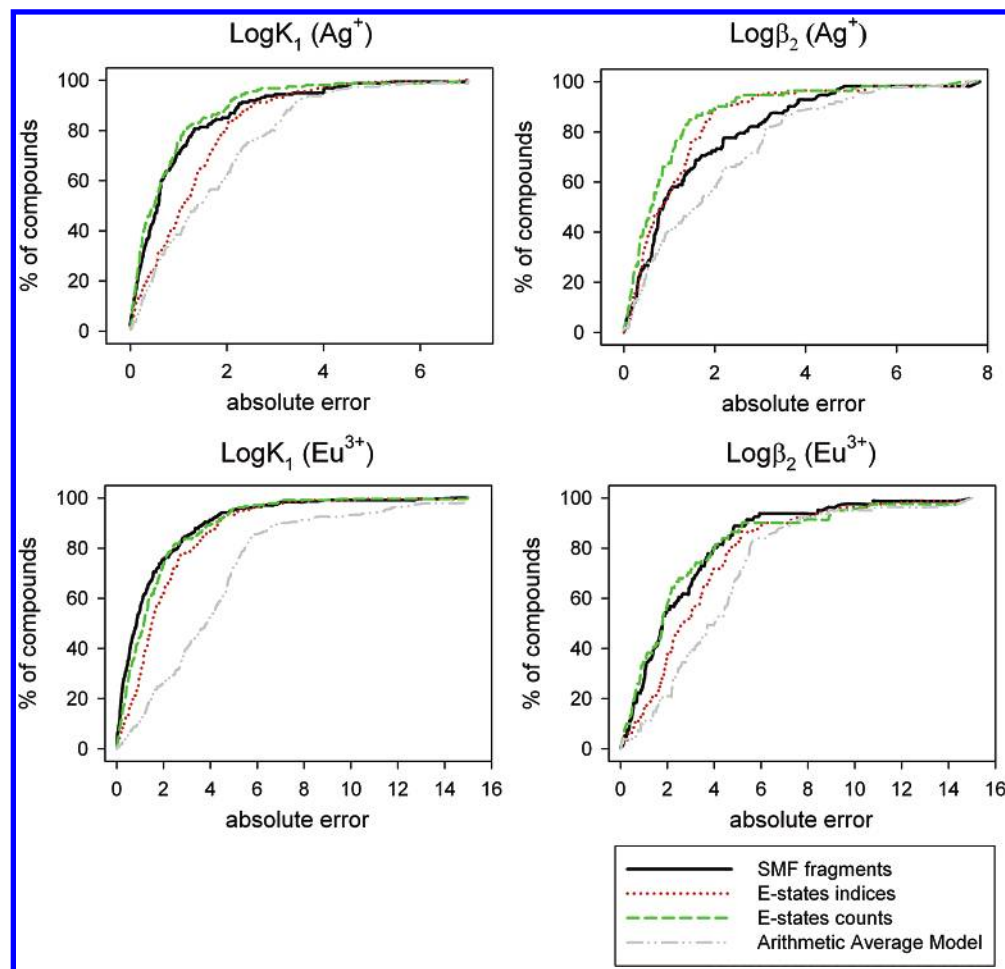 LogK₁ (Ag⁺)
% of compounds
100
80
60
40
20
0
0 2 4 6
absolute error
Logβ₂ (Ag⁺)
% of compounds
100
80
60
40
20
0
0 2 4 6 8
absolute error
LogK₁ (Eu³⁺)
% of compounds
100
80
60
40
20
0
0 2 4 6 8 10 12 14 16
absolute error
Logβ₂ (Eu³⁺)
% of compounds
100
80
60
40
20
0
0 2 4 6 8 10 12 14 16
absolute error
SMF fragments
E-states indices
E-states counts
Arithmetic Average Model